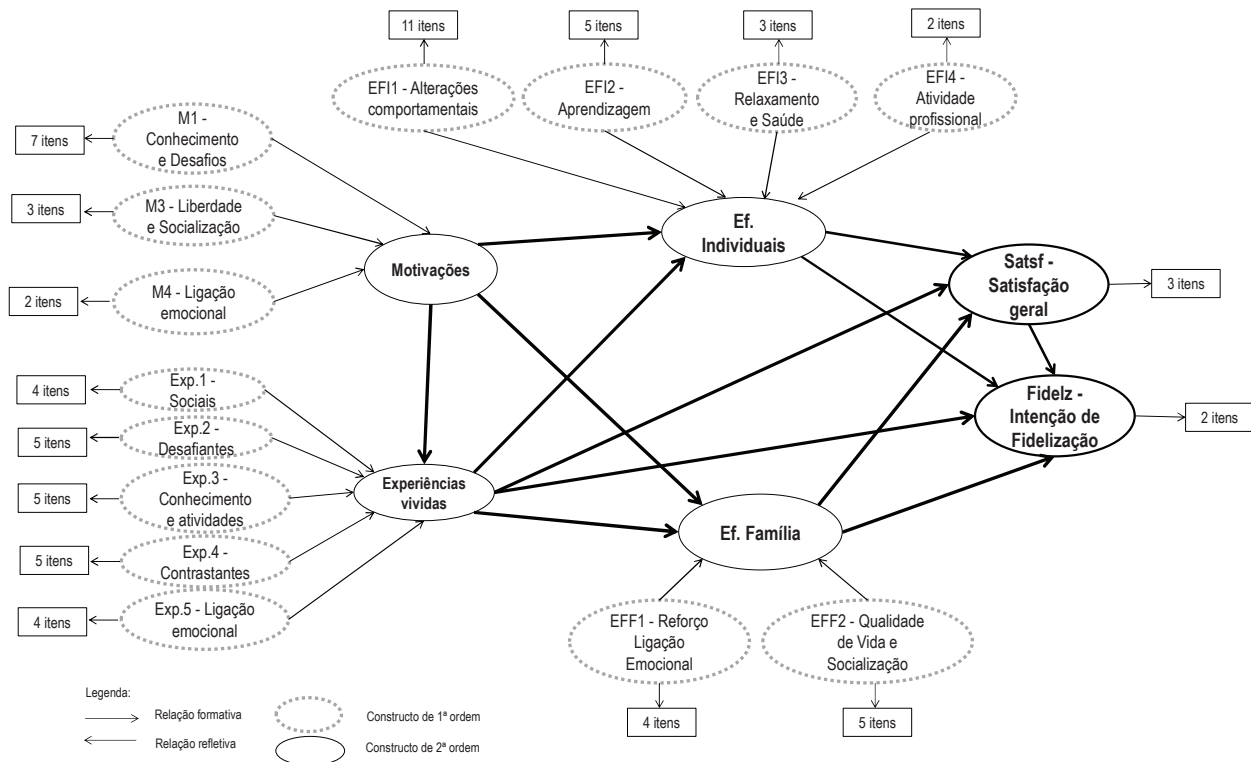 11 itens
5 itens
3 itens
2 itens
EFI1 - Alterações
comportamentais
EFI2 -
Aprendizagem
EFI3 -
Relaxamento
e Saúde
EFI4 -
Atividade
profissional
7 itens
M1 -
Conhecimento
e Desafios
3 itens
M3 - Liberdade
e Socialização
2 itens
M4 - Ligação
emocional
Motivações
Ef.
Individuais
Satsf -
Satisfação
geral
3 itens
Fidelz -
Intenção de
Fidelização
2 itens
4 itens
Exp.1 -
Sociais
5 itens
Exp.2 -
Desafiantes
5 itens
Exp.3 -
Conhecimento
e atividades
5 itens
Exp.4 -
Contrastantes
4 itens
Exp.5 - Ligação
emocional
Experiências
vividas
Ef. Família
EFF1 - Reforço
Ligação
Emocional
EFF2 - Qualidade
de Vida e
Socialização
4 itens
5 itens
Legenda:
Relação formativa
Constructo de 1ª ordem
Relação refletiva
Constructo de 2ª ordem